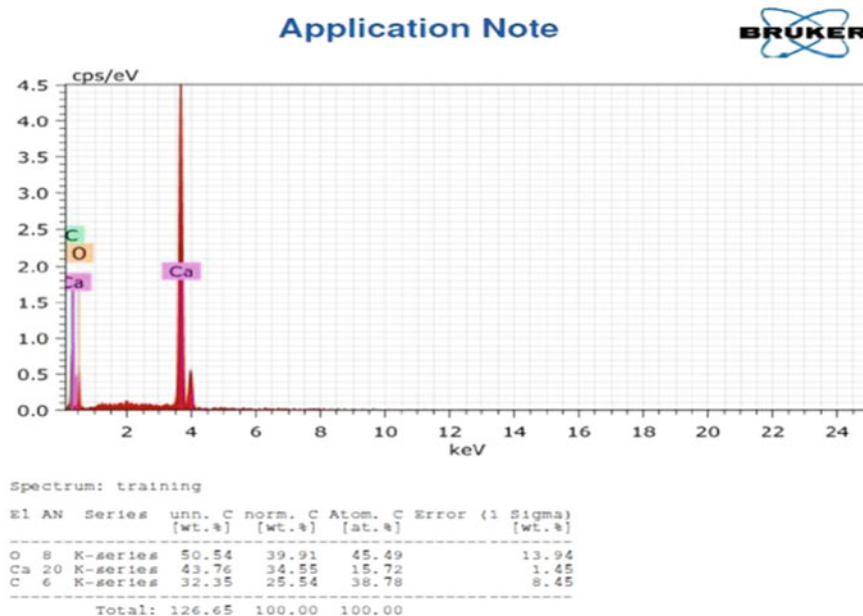 Application Note
BRUKER
cps/eV
4.5
4.0
3.5
3.0
2.5
2.0
1.5
1.0
0.5
0.0
C
O
Ca
Ca
2 4 6 8 10 12 14 16 18 20 22 24
keV
Spectrum: training
El AN Series unn. C norm. C Atom. C Error (1 Sigma)
[wt.%] [wt.%] [at.%] [wt.%]
O 8 K-series 50.54 39.91 45.49 13.94
Ca 20 K-series 43.76 34.55 15.72 1.45
C 6 K-series 32.35 25.54 38.78 8.45
Total: 126.65 100.00 100.00